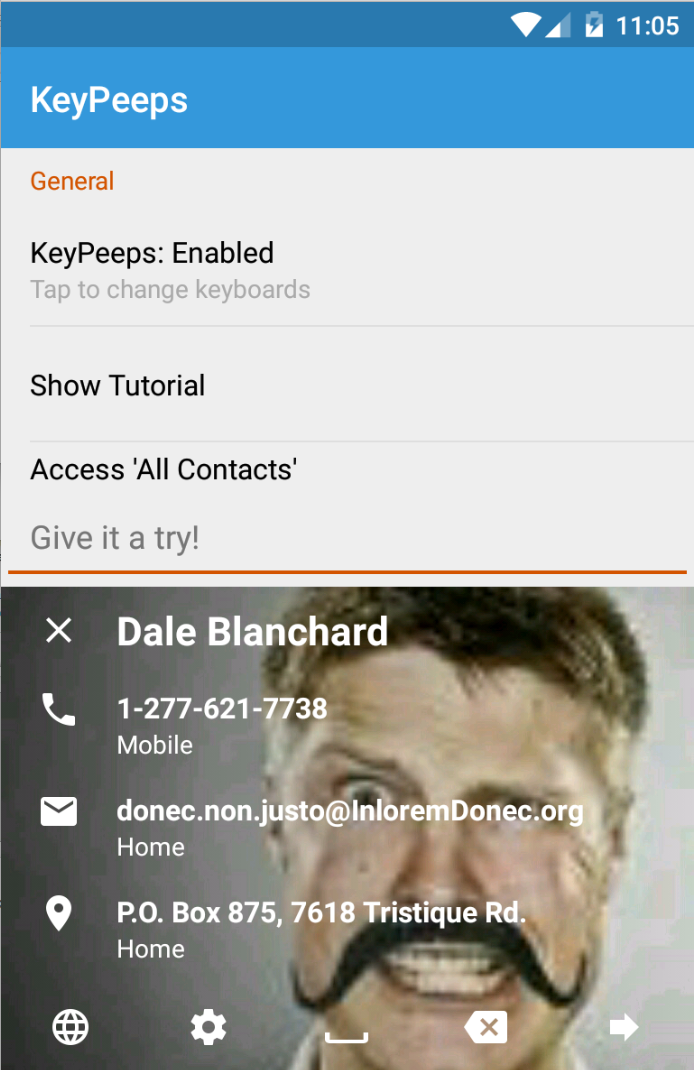 11:05
KeyPeeps
General
KeyPeeps: Enabled
Tap to change keyboards
Show Tutorial
Access 'All Contacts'
Give it a try!
Dale Blanchard
1-277-621-7738
Mobile
donec.non.justo@InloremDonec.org
Home
P.O. Box 875, 7618 Tristique Rd.
Home